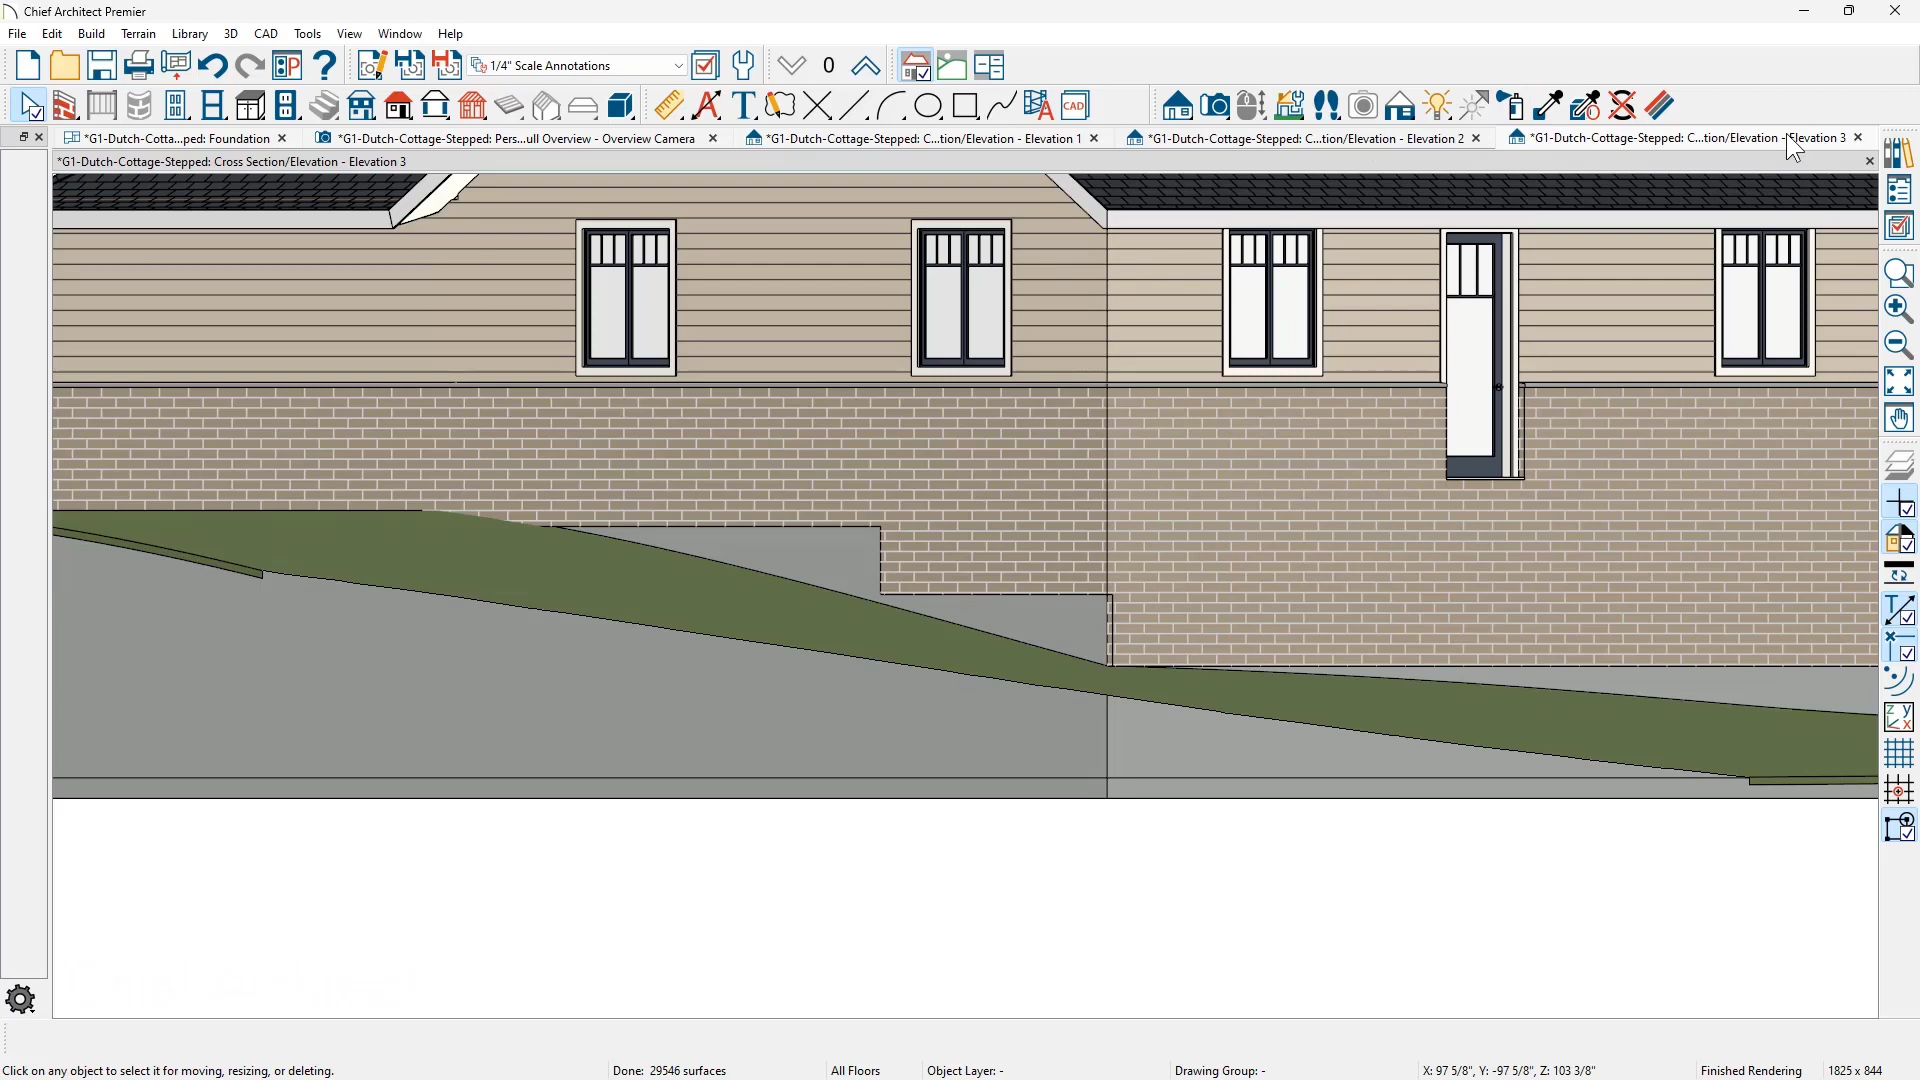 Chief Architect Premier
File Edit Build Terrain Library 3D CAD Tools View Window Help
1/4" Scale Annotations 0
CAD
*G1-Dutch-Cotta...ped: Foundation *G1-Dutch-Cottage-Stepped: Pers...ull Overview - Overview Camera *G1-Dutch-Cottage-Stepped: C...tion/Elevation - Elevation 1 *G1-Dutch-Cottage-Stepped: C...tion/Elevation - Elevation 2 *G1-Dutch-Cottage-Stepped: C...tion/Elevation - Elevation 3
*G1-Dutch-Cottage-Stepped: Cross Section/Elevation - Elevation 3
Click on any object to select it for moving, resizing, or deleting. Done: 29546 surfaces All Floors Object Layer: - Drawing Group: - X: 97 5/8", Y: -97 5/8", Z: 103 3/8" Finished Rendering 1825 x 844